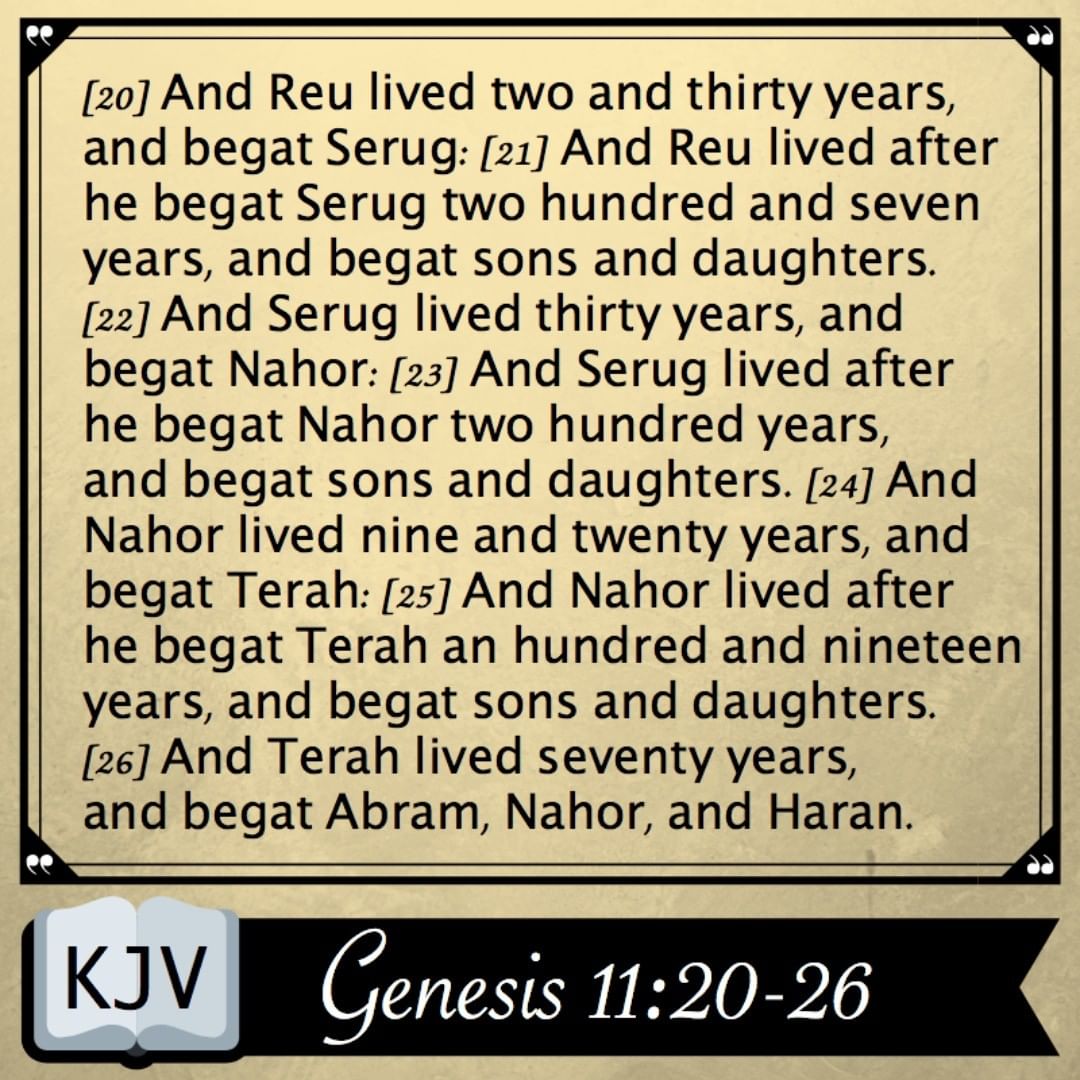 [20] And Reu lived two and thirty years,
and begat Serug: [21] And Reu lived after
he begat Serug two hundred and seven
years, and begat sons and daughters.
[22] And Serug lived thirty years, and
begat Nahor: [23] And Serug lived after
he begat Nahor two hundred years,
and begat sons and daughters. [24] And
Nahor lived nine and twenty years, and
begat Terah: [25] And Nahor lived after
he begat Terah an hundred and nineteen
years, and begat sons and daughters.
[26] And Terah lived seventy years,
and begat Abram, Nahor, and Haran.
KJV
Genesis 11:20-26